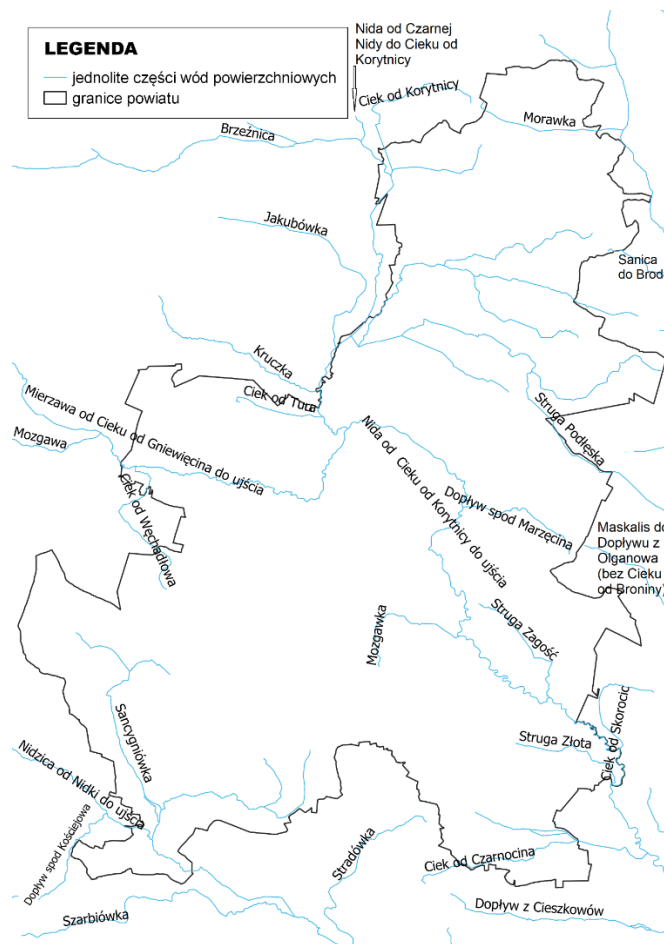 LEGENDA
jednolite części wód powierzchniowych
granice powiatu
Nida od Czarnej
Nidy do Cieku od
Korytnicy
Ciek od Korytnicy
Morawka
Brzeźnica
Jakubówka
Sanica
do Brod
Kruczka
Ciek od Tura
Mierzawa od Cieku od Gniewięcina do ujścia
Mozgawa
Ciek od Węchadłowa
Struga Podłęska
Nida od Cieku od Korytnicy do ujścia
Dopływ spod Marzęcina
Maskalis do
Dopływu z
Olganowa
(bez Cieku
od Broniny)
Struga Zagość
Mozgawka
Sancygniówka
Struga Złota
Ciek od Skorocic
Nidzica od Nidki do ujścia
Dopływ spod Kościejowa
Stradówka
Ciek od Czarnocina
Szarbiówka
Dopływ z Cieszkowów